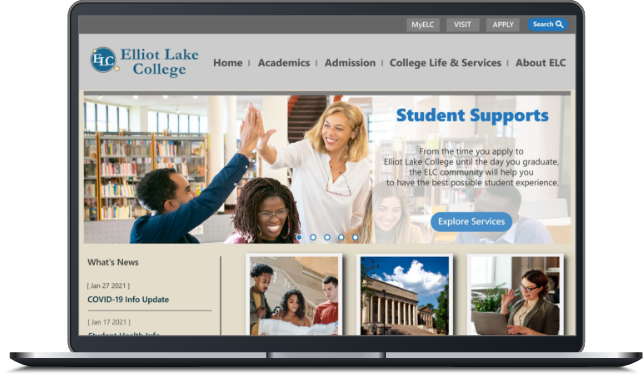 MyELC VISIT APPLY Search
ELC Elliot Lake
College
Home | Academics | Admission | College Life & Services | About ELC
Student Supports
From the time you apply to
Elliot Lake College until the day you graduate,
the ELC community will help you
to have the best possible student experience.
Explore Services
What's News
[ Jan 27 2021 ]
COVID-19 Info Update
[ Jan 17 2021 ]
Student Health Info